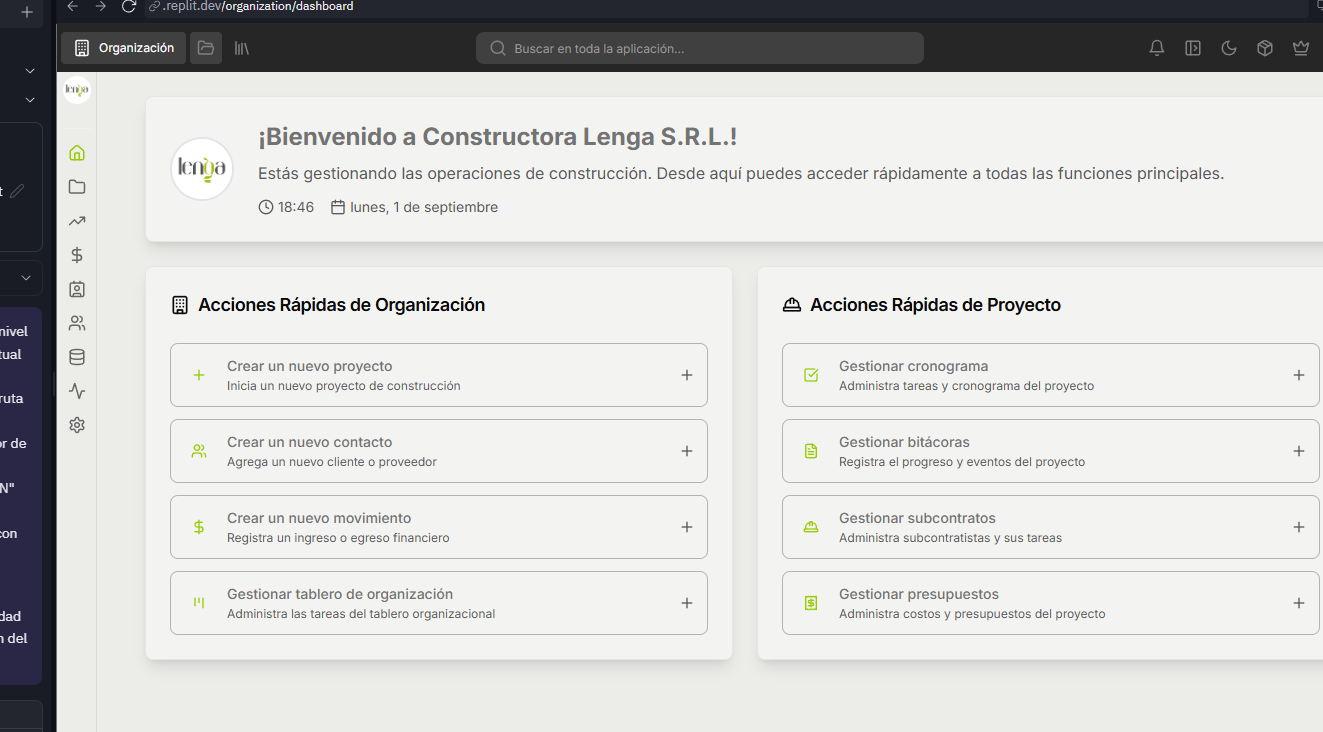 .replit.dev/organization/dashboard
Organización
Buscar en toda la aplicación...
lenga
¡Bienvenido a Constructora Lenga S.R.L.!
lenga
Estás gestionando las operaciones de construcción. Desde aquí puedes acceder rápidamente a todas las funciones principales.
18:46 lunes, 1 de septiembre
Acciones Rápidas de Organización
Crear un nuevo proyecto
Inicia un nuevo proyecto de construcción
Crear un nuevo contacto
Agrega un nuevo cliente o proveedor
Crear un nuevo movimiento
Registra un ingreso o egreso financiero
Gestionar tablero de organización
Administra las tareas del tablero organizacional
Acciones Rápidas de Proyecto
Gestionar cronograma
Administra tareas y cronograma del proyecto
Gestionar bitácoras
Registra el progreso y eventos del proyecto
Gestionar subcontratos
Administra subcontratistas y sus tareas
Gestionar presupuestos
Administra costos y presupuestos del proyecto
t
nivel
tual
ruta
or de
N"
con
dad
n del